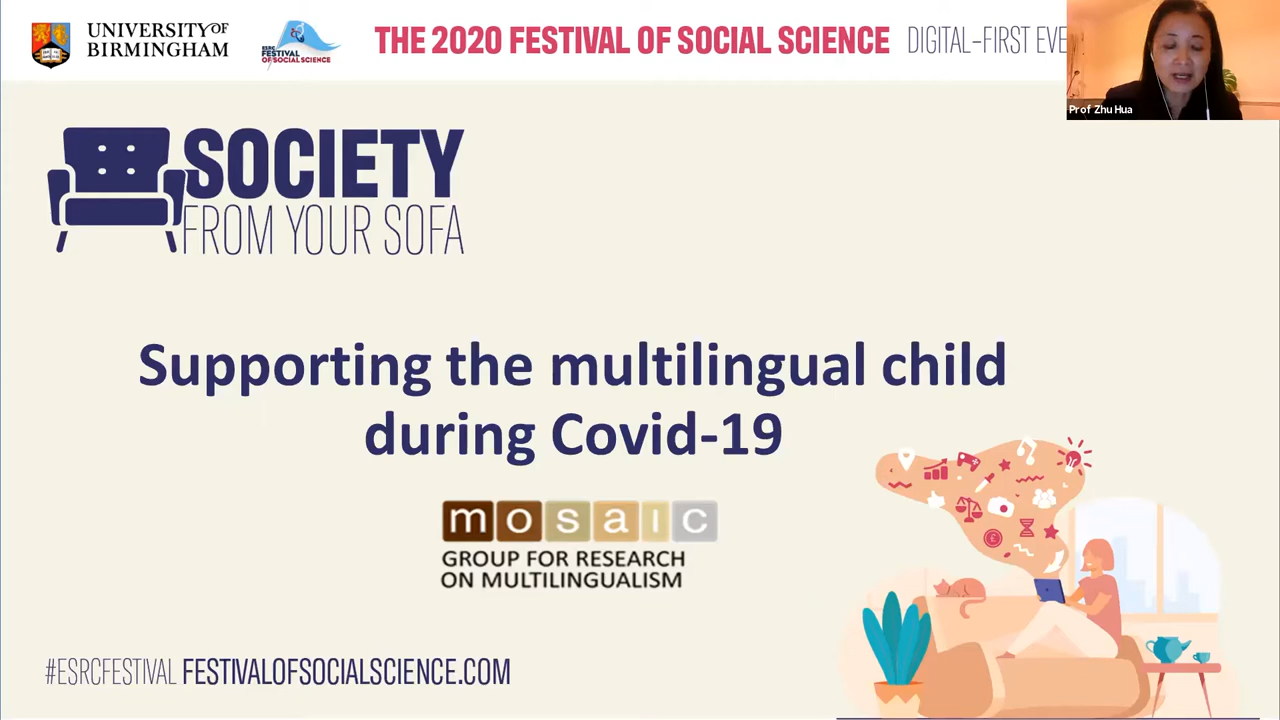 UNIVERSITY OF
BIRMINGHAM
ESRC
FESTIVAL
OF SOCIAL SCIENCE
THE 2020 FESTIVAL OF SOCIAL SCIENCE DIGITAL-FIRST EVE
Prof Zhu Hua
SOCIETY
FROM YOUR SOFA
Supporting the multilingual child
during Covid-19
mosaic
GROUP FOR RESEARCH
ON MULTILINGUALISM
#ESRCFESTIVAL FESTIVALOFSOCIALSCIENCE.COM